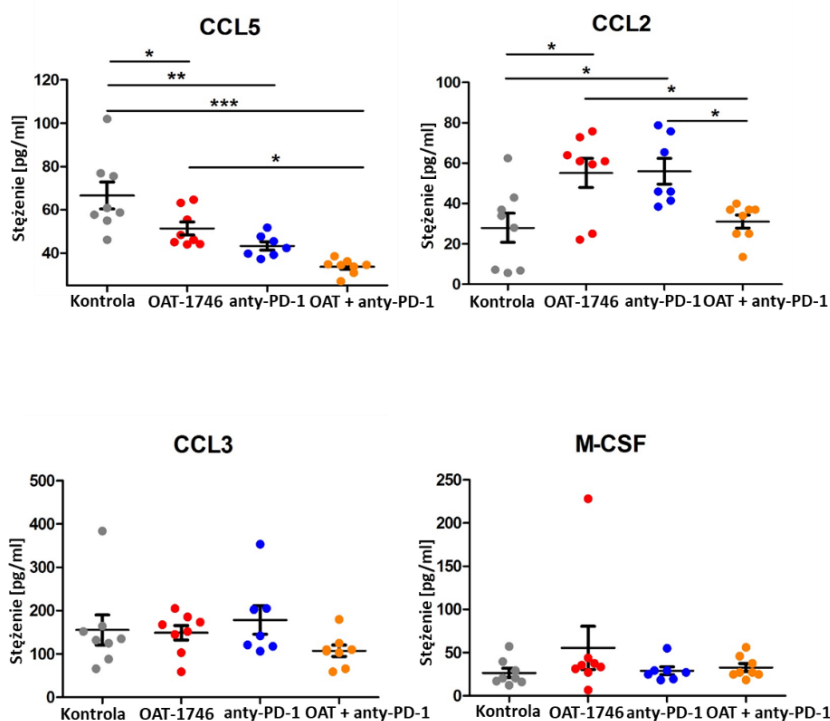 CCL5
*
**
***
*
120
100
80
60
40
Stężenie [pg/ml]
Kontrola OAT-1746 anty-PD-1 OAT + anty-PD-1
CCL2
*
*
*
*
100
80
60
40
20
0
Stężenie [pg/ml]
Kontrola OAT-1746 anty-PD-1 OAT + anty-PD-1
CCL3
500
400
300
200
100
0
Stężenie [pg/ml]
Kontrola OAT-1746 anty-PD-1 OAT + anty-PD-1
M-CSF
250
200
150
100
50
0
Stężenie [pg/ml]
Kontrola OAT-1746 anty-PD-1 OAT + anty-PD-1